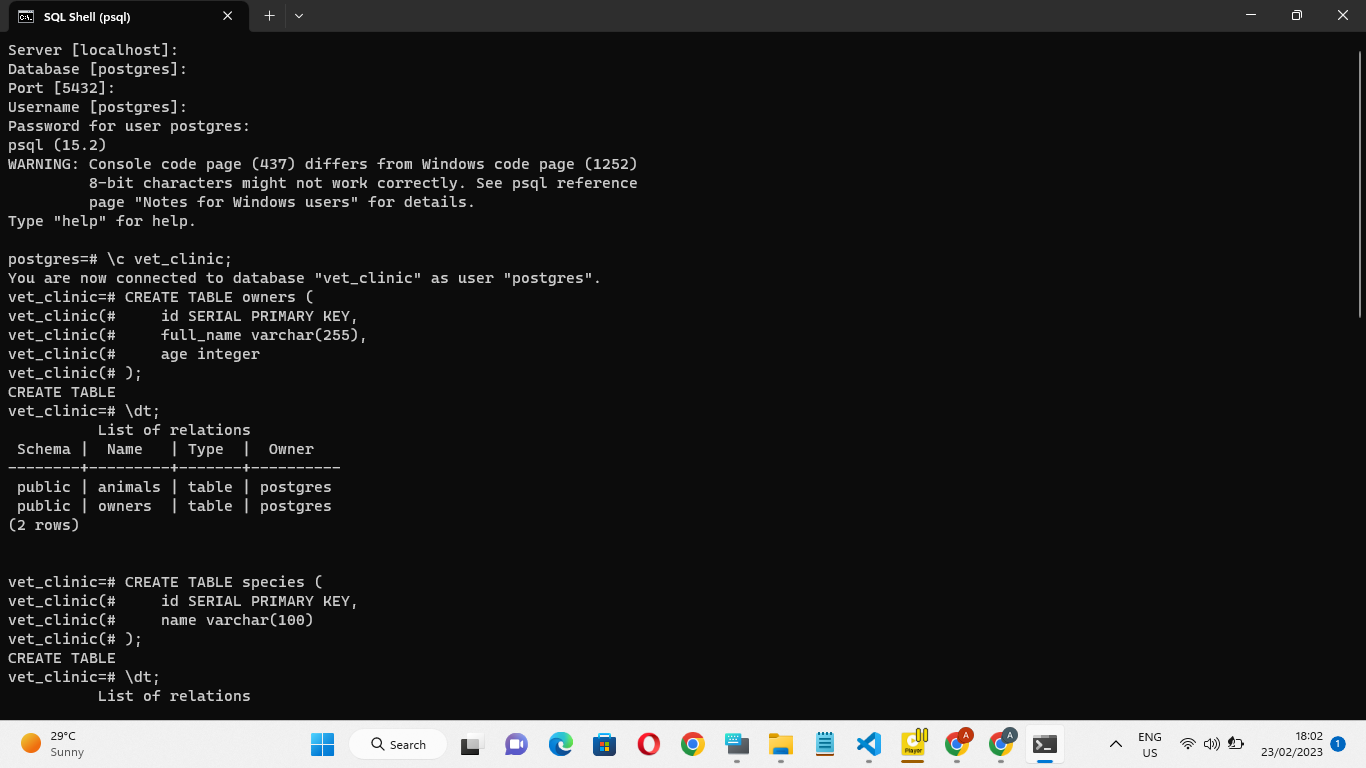 SQL Shell (psql)
Server [localhost]:
Database [postgres]:
Port [5432]:
Username [postgres]:
Password for user postgres:
psql (15.2)
WARNING: Console code page (437) differs from Windows code page (1252)
         8-bit characters might not work correctly. See psql reference
         page "Notes for Windows users" for details.
Type "help" for help.

postgres=# \c vet_clinic;
You are now connected to database "vet_clinic" as user "postgres".
vet_clinic=# CREATE TABLE owners (
vet_clinic(#     id SERIAL PRIMARY KEY,
vet_clinic(#     full_name varchar(255),
vet_clinic(#     age integer
vet_clinic(# );
CREATE TABLE
vet_clinic=# \dt;
          List of relations
 Schema |  Name   | Type  |  Owner
--------+---------+-------+----------
 public | animals | table | postgres
 public | owners  | table | postgres
(2 rows)

vet_clinic=# CREATE TABLE species (
vet_clinic(#     id SERIAL PRIMARY KEY,
vet_clinic(#     name varchar(100)
vet_clinic(# );
CREATE TABLE
vet_clinic=# \dt;
          List of relations
29°C
Sunny
Search
Player
A
A
ENG
US
18:02
23/02/2023
1